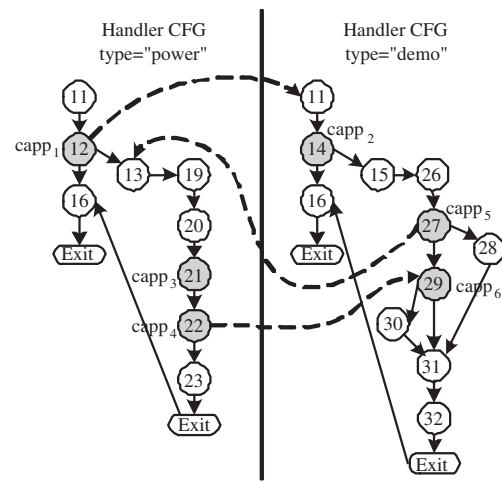 Handler CFG
type="power"
11
capp1
12
13
19
16
20
Exit
21
capp3
capp4
22
23
Exit
Handler CFG
type="demo"
11
capp2
14
15
26
16
27
capp5
28
Exit
29
capp6
30
31
32
Exit